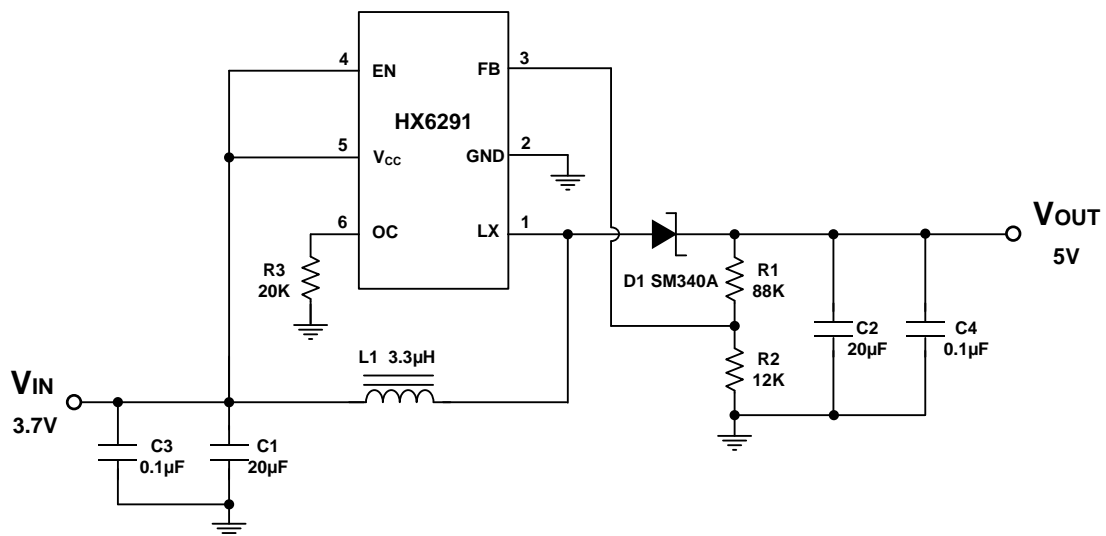 4
EN
FB
3
HX6291
5
VCC
GND
2
6
OC
LX
1
VOUT
5V
R3
20K
D1 SM340A
R1
88K
C2
20µF
C4
0.1µF
L1 3.3µH
R2
12K
VIN
3.7V
C3
0.1µF
C1
20µF